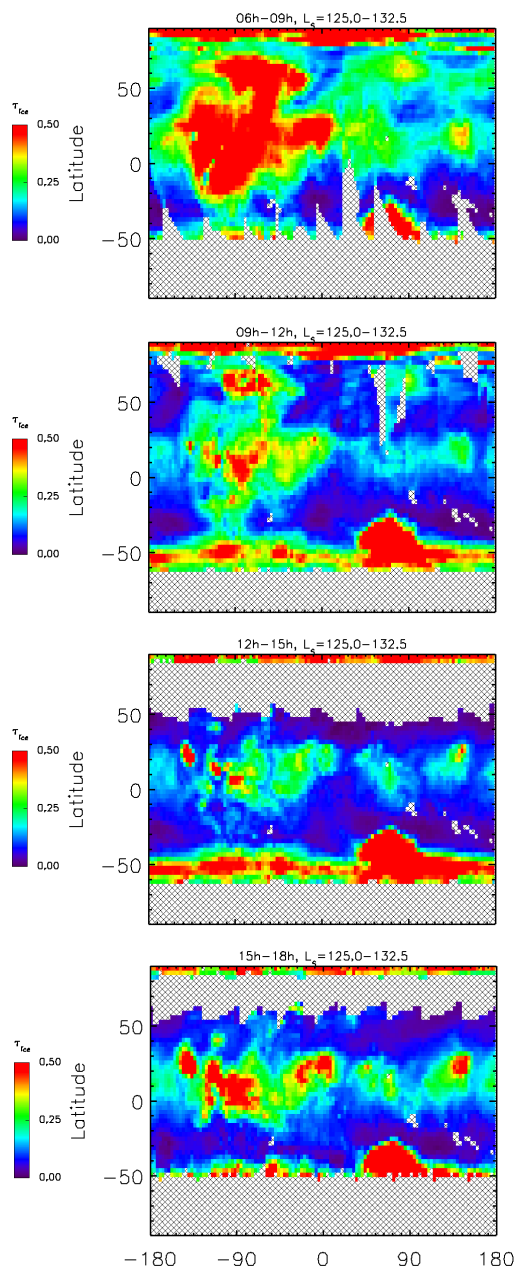 06h−09h, Ls=125.0−132.5
τice
0,50
0,25
0,00
Latitude
50
0
−50
09h−12h, Ls=125.0−132.5
τice
0,50
0,25
0,00
Latitude
50
0
−50
12h−15h, Ls=125.0−132.5
τice
0,50
0,25
0,00
Latitude
50
0
−50
15h−18h, Ls=125.0−132.5
τice
0,50
0,25
0,00
Latitude
50
0
−50
−180 −90 0 90 180